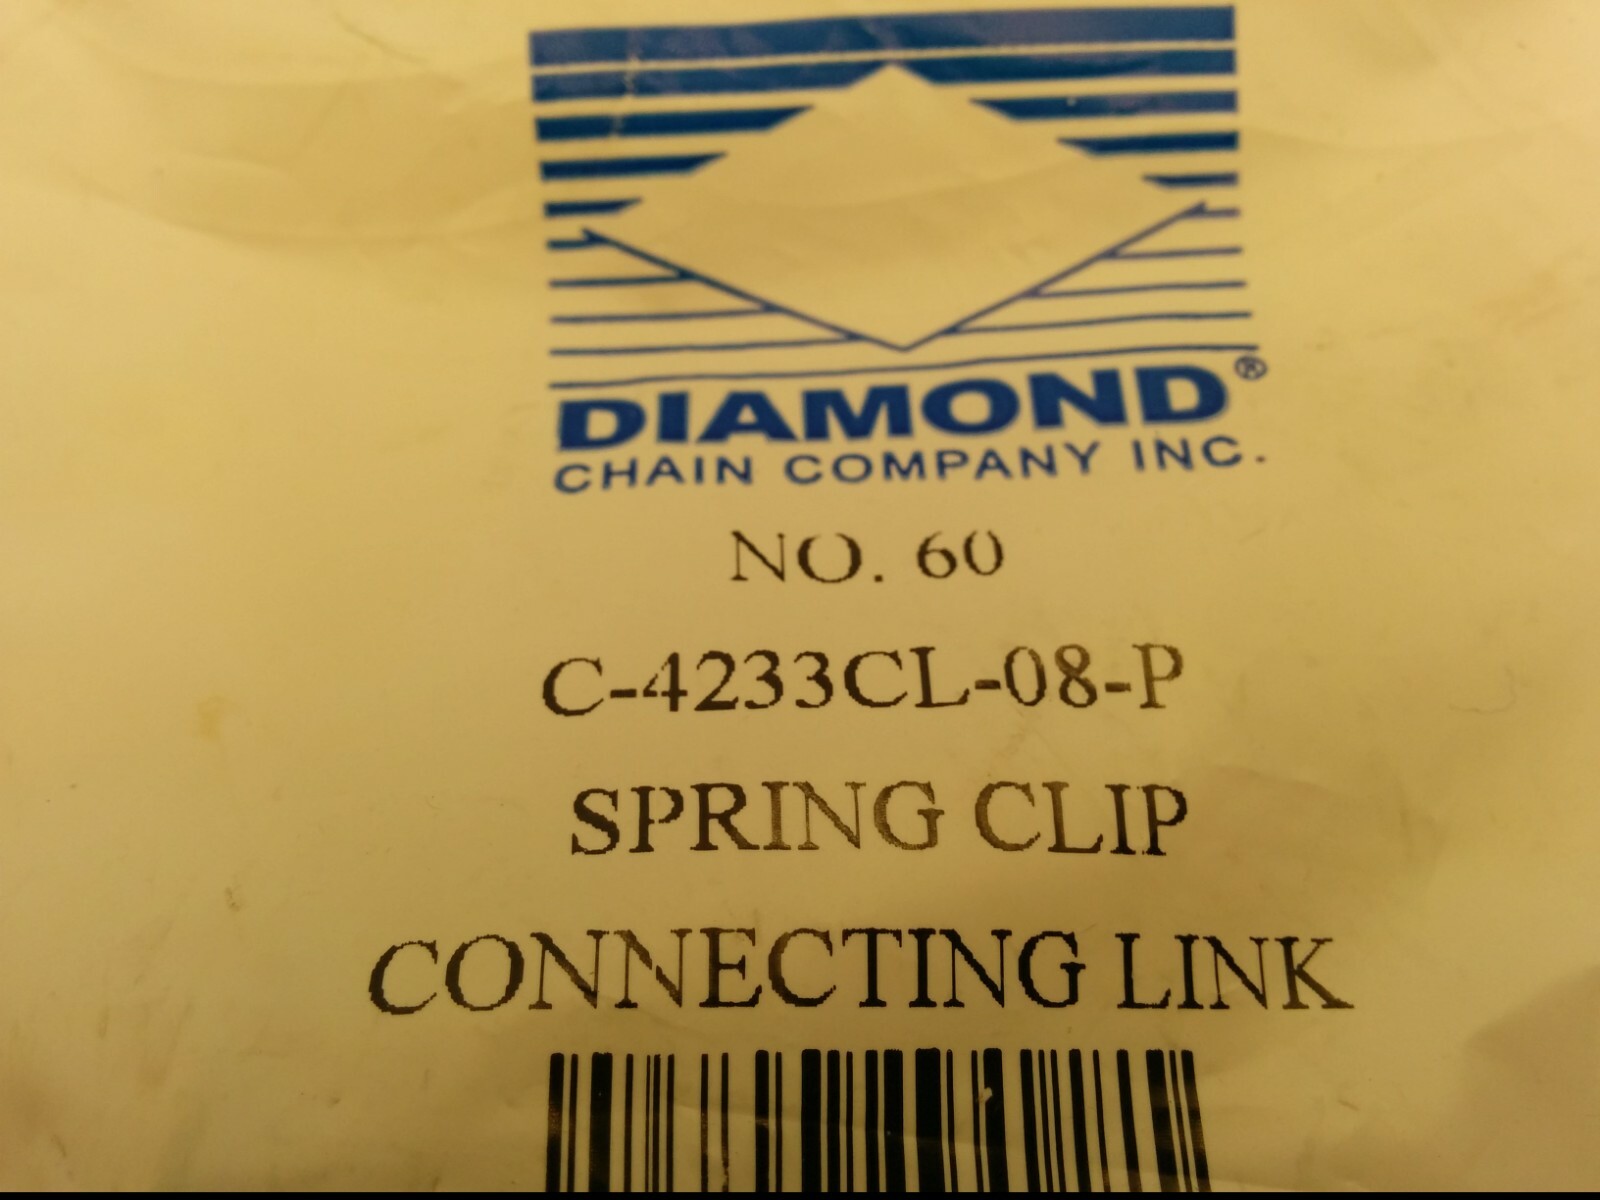 DIAMOND®
CHAIN COMPANY INC.
NO. 60
C-4233CL-08-P
SPRING CLIP
CONNECTING LINK